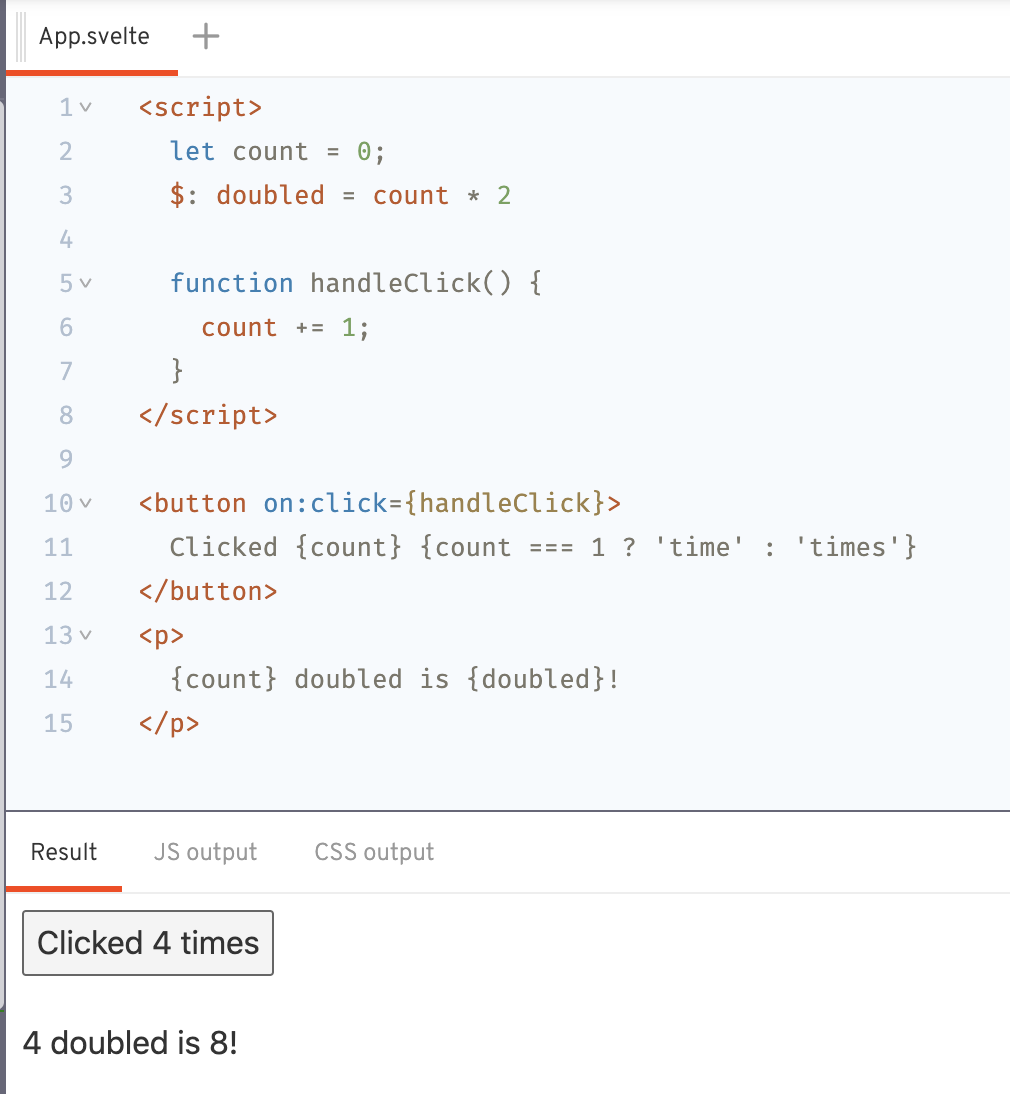 App.svelte +
1 <script>
2   let count = 0;
3   $: doubled = count * 2
4
5   function handleClick() {
6     count += 1;
7   }
8 </script>
9
10 <button on:click={handleClick}>
11   Clicked {count} {count === 1 ? 'time' : 'times'}
12 </button>
13 <p>
14   {count} doubled is {doubled}!
15 </p>
Result JS output CSS output
Clicked 4 times
4 doubled is 8!